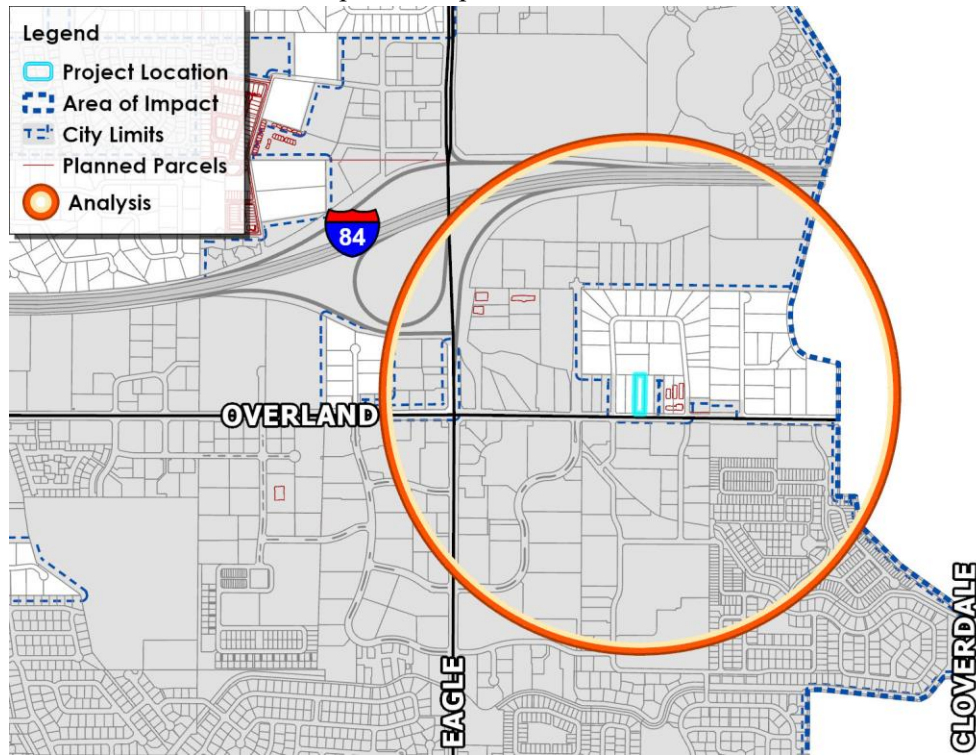 Legend
Project Location
Area of Impact
City Limits
Planned Parcels
Analysis
84
OVERLAND
EAGLE
CLOVERDALE